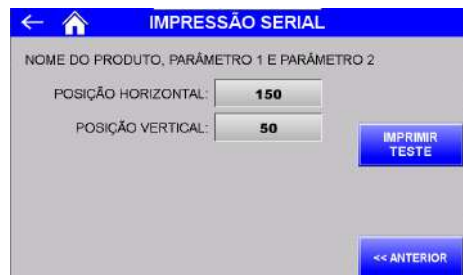 IMPRESSÃO SERIAL
NOME DO PRODUTO, PARÂMETRO 1 E PARÂMETRO 2
POSIÇÃO HORIZONTAL: 150
POSIÇÃO VERTICAL: 50
IMPRIMIR
TESTE
<< ANTERIOR